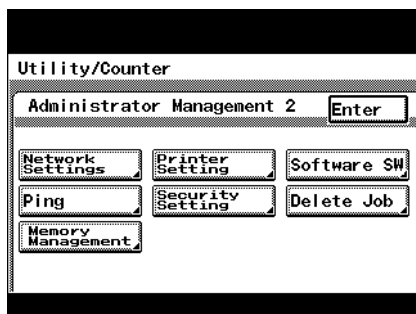 Utility/Counter
Administrator Management 2 Enter
Network Settings
Printer Setting
Software SW
Ping
Security Setting
Delete Job
Memory Management